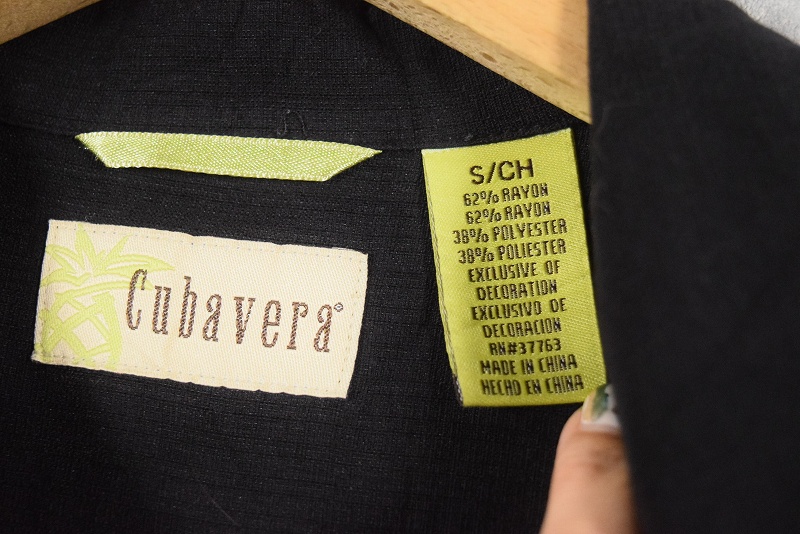 Cubavera®
S/CH
62% RAYON
62% RAYON
38% POLYESTER
38% POLIESTER
EXCLUSIVE OF
DECORATION
EXCLUSIVO DE
DECORACION
RN#37763
MADE IN CHINA
HECHO EN CHINA